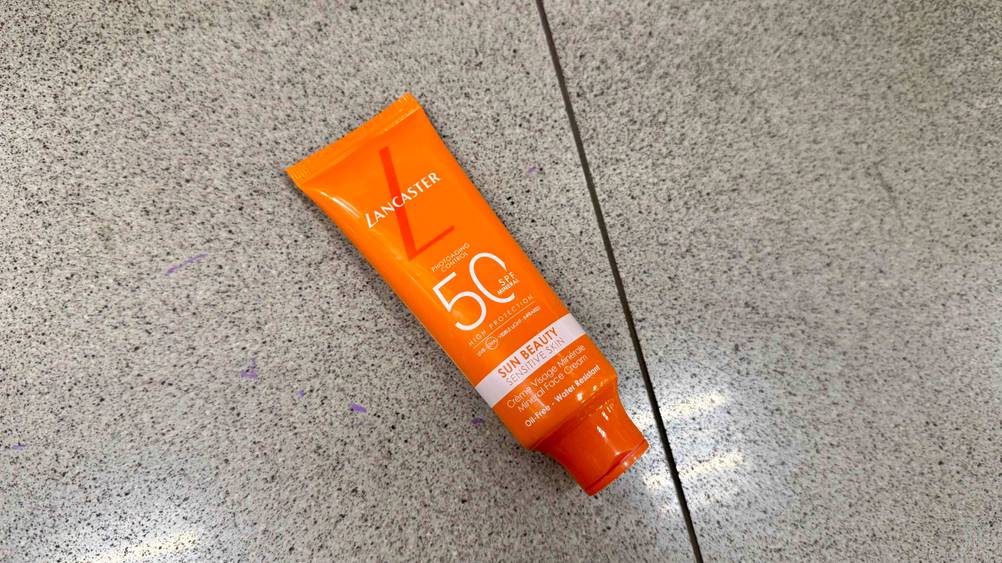 LANCASTER
PHOTOAGING
CONTROL
50 SPF
MINERAL
HIGH PROTECTION
SUN BEAUTY
SENSITIVE SKIN
Crème Visage Minérale
Mineral Face Cream
Oil-Free - Water Resistant